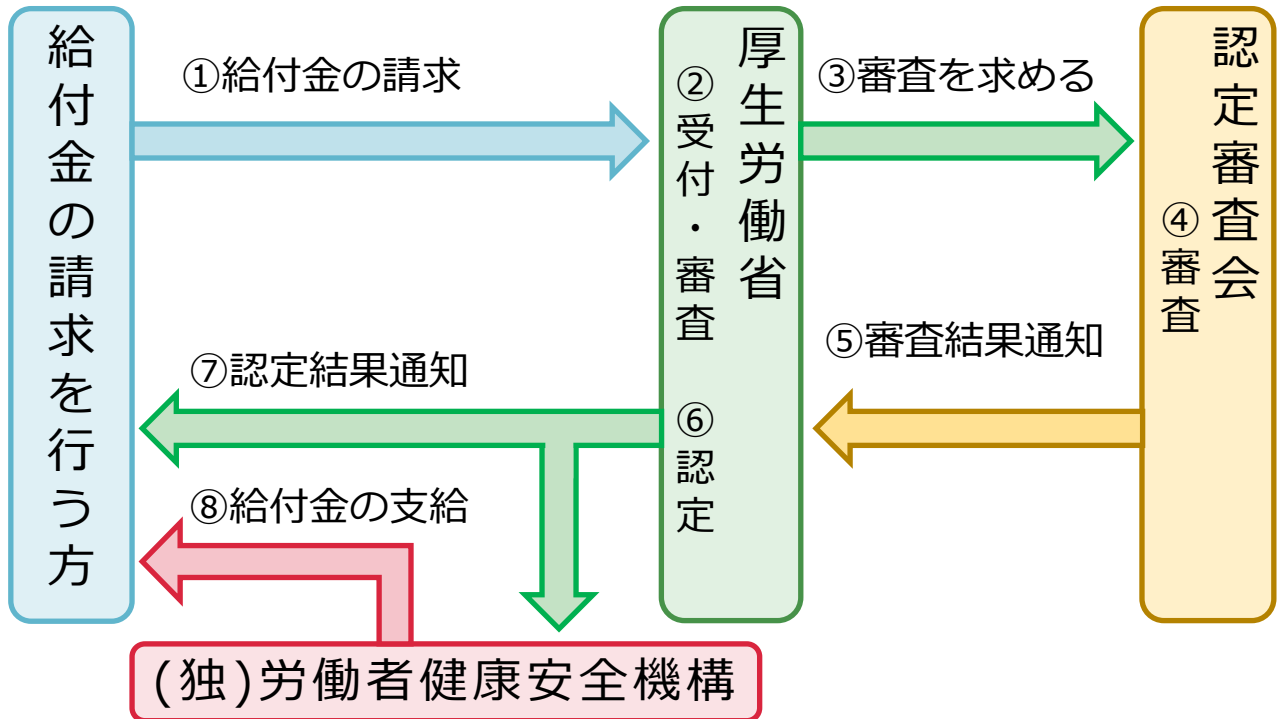 給付金の請求を行う方
①給付金の請求
厚生労働省
②受付・審査
⑥認定
③審査を求める
認定審査会
④審査
⑤審査結果通知
⑦認定結果通知
⑧給付金の支給
(独)労働者健康安全機構